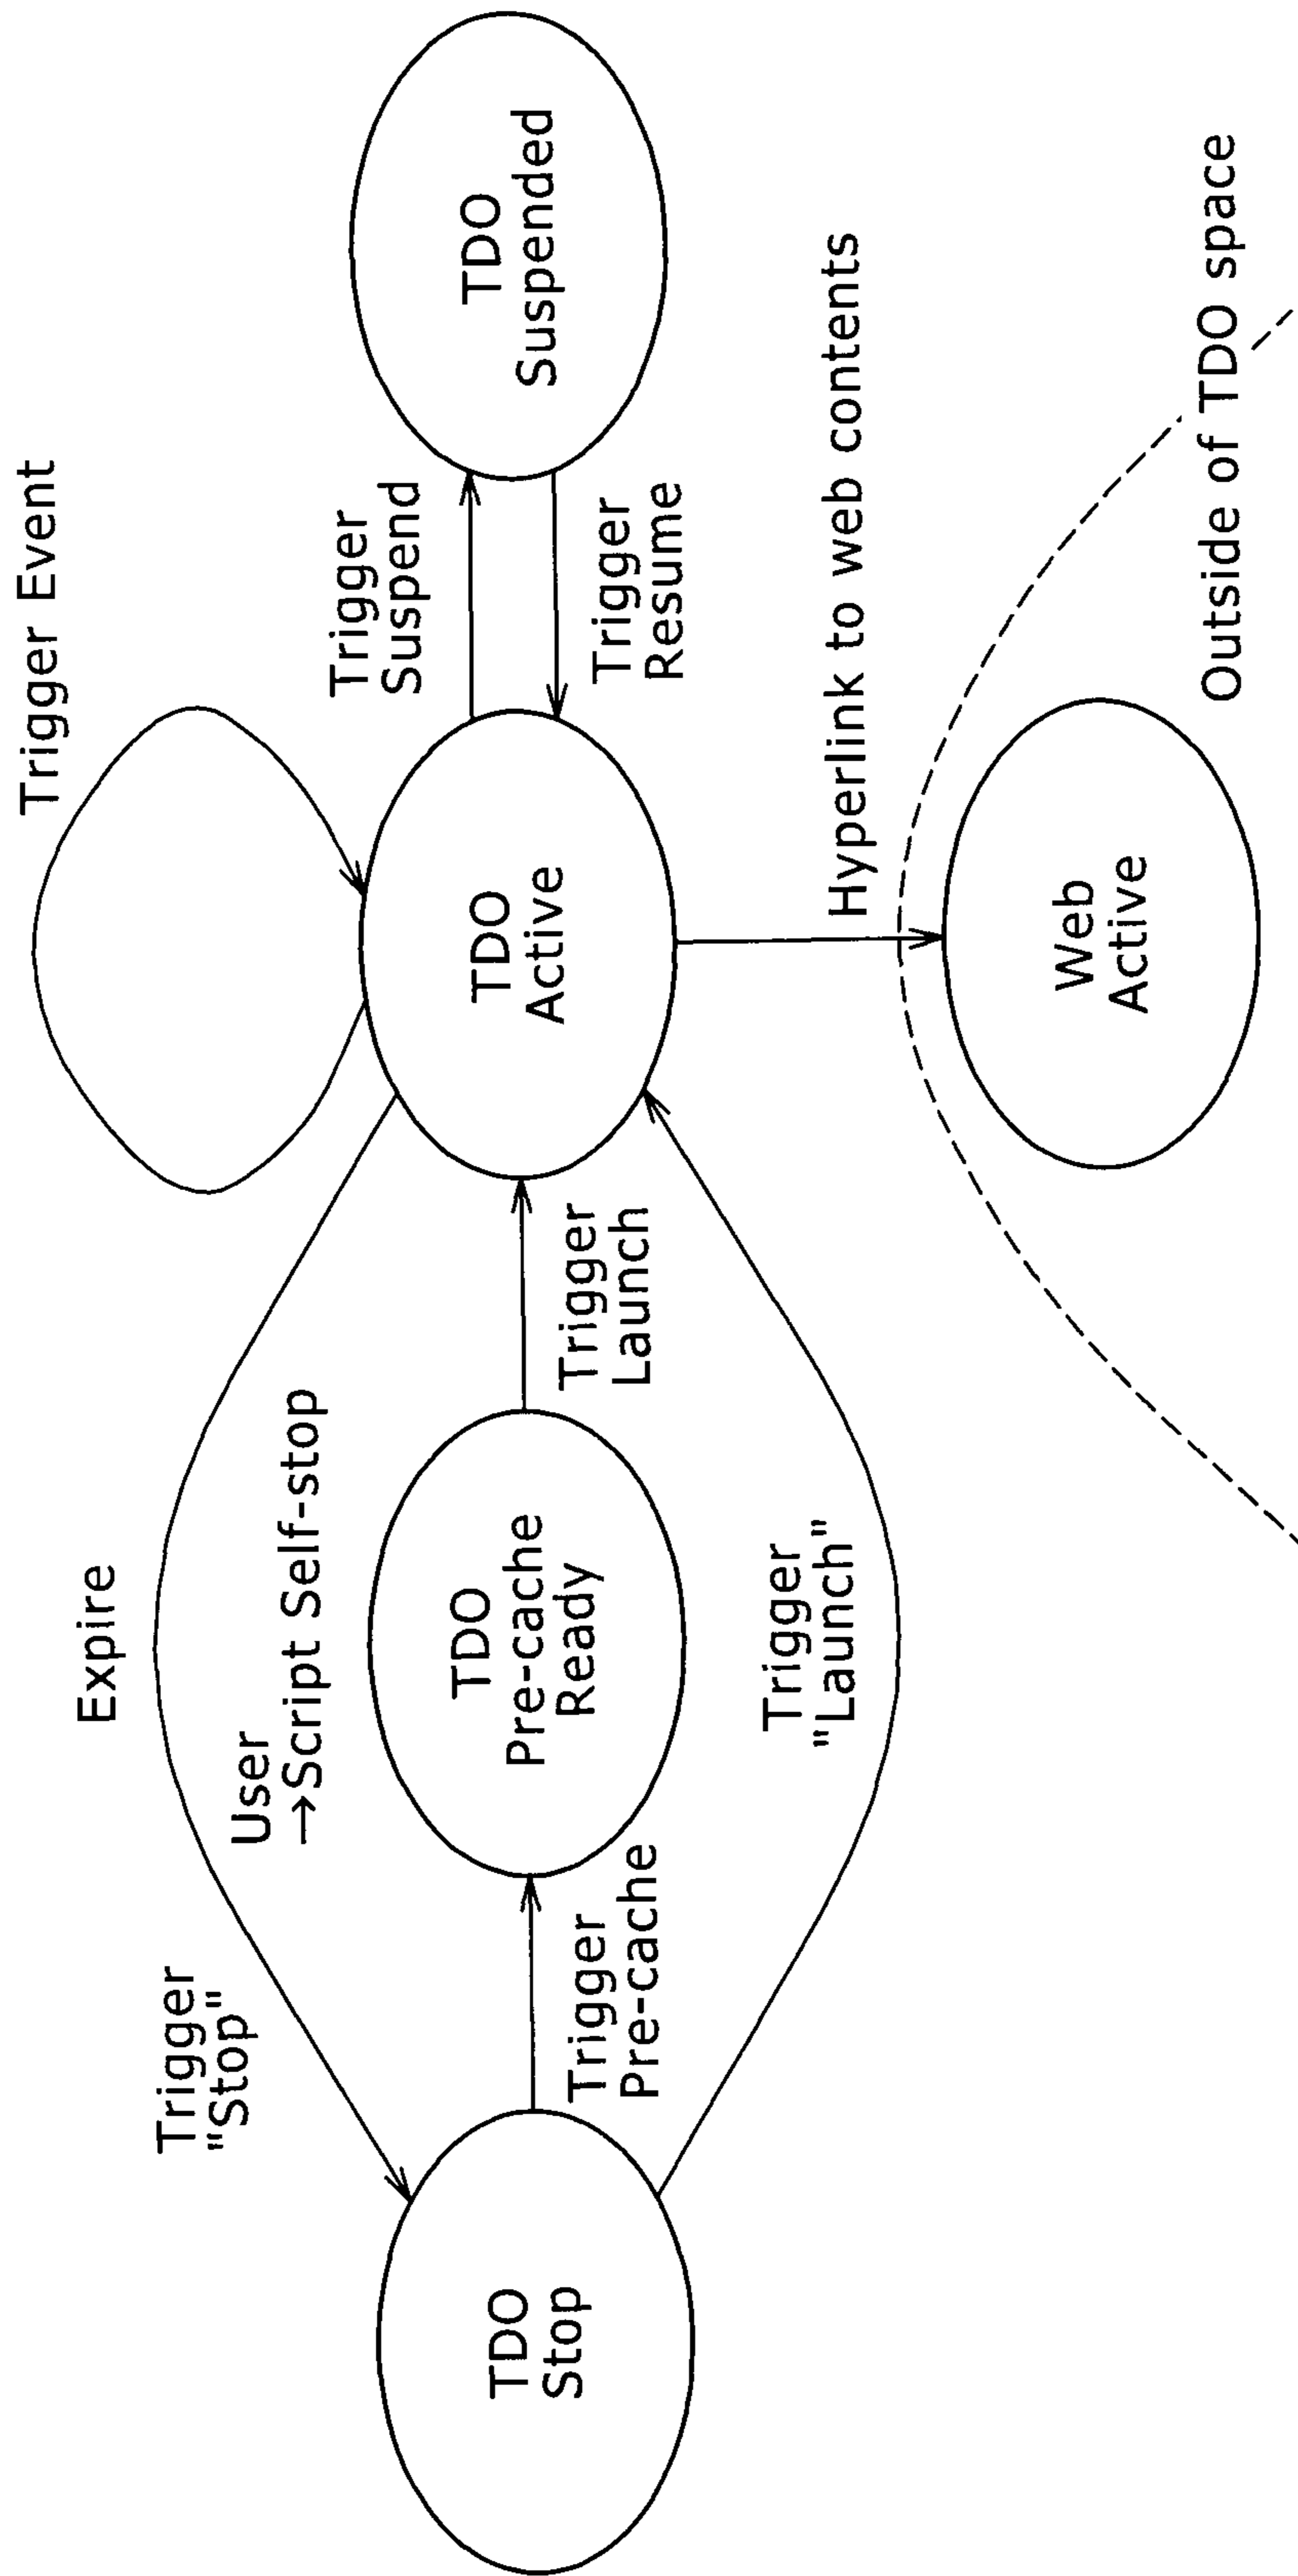 Trigger Event
Expire
Trigger
"Stop"
User
→Script Self-stop
Trigger
Suspend
TDO
Stop
Trigger
Pre-cache
TDO
Pre-cache
Ready
Trigger
Launch
TDO
Active
Trigger
Resume
TDO
Suspended
Trigger
"Launch"
Hyperlink to web contents
Web
Active
Outside of TDO space